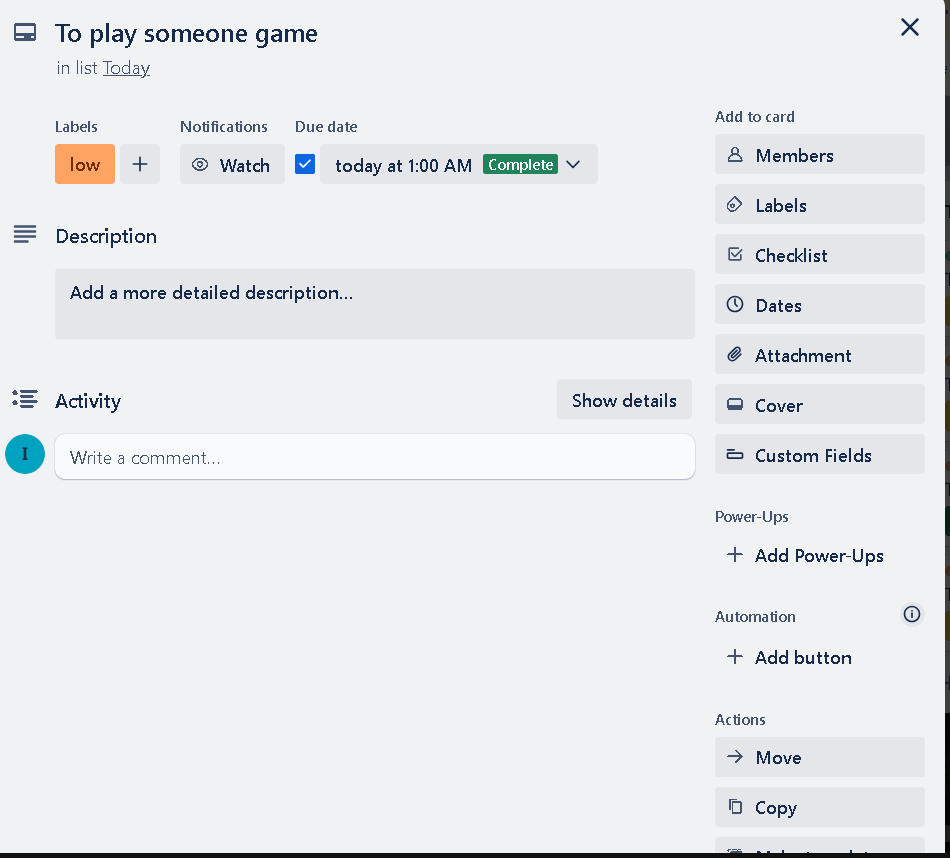 To play someone game
in list Today
Labels
low
Notifications
Watch
Due date
today at 1:00 AM Complete
Description
Add a more detailed description...
Activity
Show details
I
Write a comment...
Add to card
Members
Labels
Checklist
Dates
Attachment
Cover
Custom Fields
Power-Ups
Add Power-Ups
Automation
Add button
Actions
Move
Copy